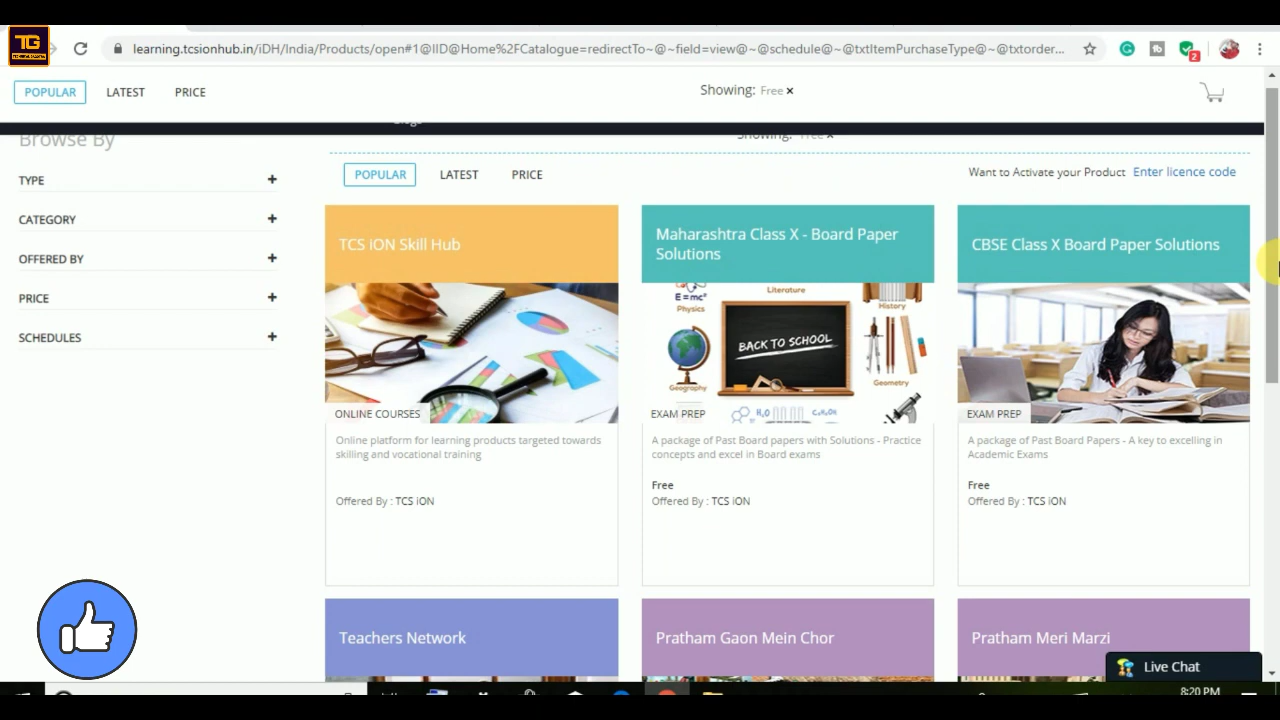 TG
learning.tcsionhub.in/iDH/India/Products/open#1@IID@Home%2FCatalogue=redirectTo~@~field=view@~@schedule@~@txtItemPurchaseType@~@txtorder...
2
POPULAR LATEST PRICE
Showing: Free ×
Browse By
Showing: Free ×
TYPE +
CATEGORY +
OFFERED BY +
PRICE +
SCHEDULES +
POPULAR LATEST PRICE
Want to Activate your Product Enter licence code
TCS iON Skill Hub
ONLINE COURSES
Online platform for learning products targeted towards
skilling and vocational training
Offered By : TCS iON
Maharashtra Class X - Board Paper
Solutions
E=mc²
Physics
Literature
History
BACK TO SCHOOL
Geography
Geometry
H₂O
EXAM PREP
A package of Past Board papers with Solutions - Practice
concepts and excel in Board exams
Free
Offered By : TCS iON
CBSE Class X Board Paper Solutions
EXAM PREP
A package of Past Board Papers - A key to excelling in
Academic Exams
Free
Offered By : TCS iON
Teachers Network
Pratham Gaon Mein Chor
Pratham Meri Marzi
Live Chat
8:20 PM